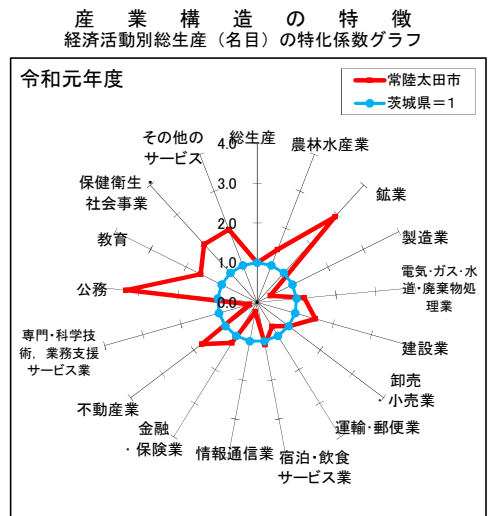 産業構造の特徴
経済活動別総生産（名目）の特化係数グラフ
令和元年度
常陸太田市
茨城県＝1
4.0
3.0
2.0
1.0
0.0
総生産
農林水産業
鉱業
製造業
電気・ガス・水
道・廃棄物処
理業
建設業
卸売
・小売業
運輸・郵便業
宿泊・飲食
サービス業
情報通信業
金融
・保険業
不動産業
専門・科学技
術，業務支援
サービス業
公務
教育
保健衛生・
社会事業
その他の
サービス